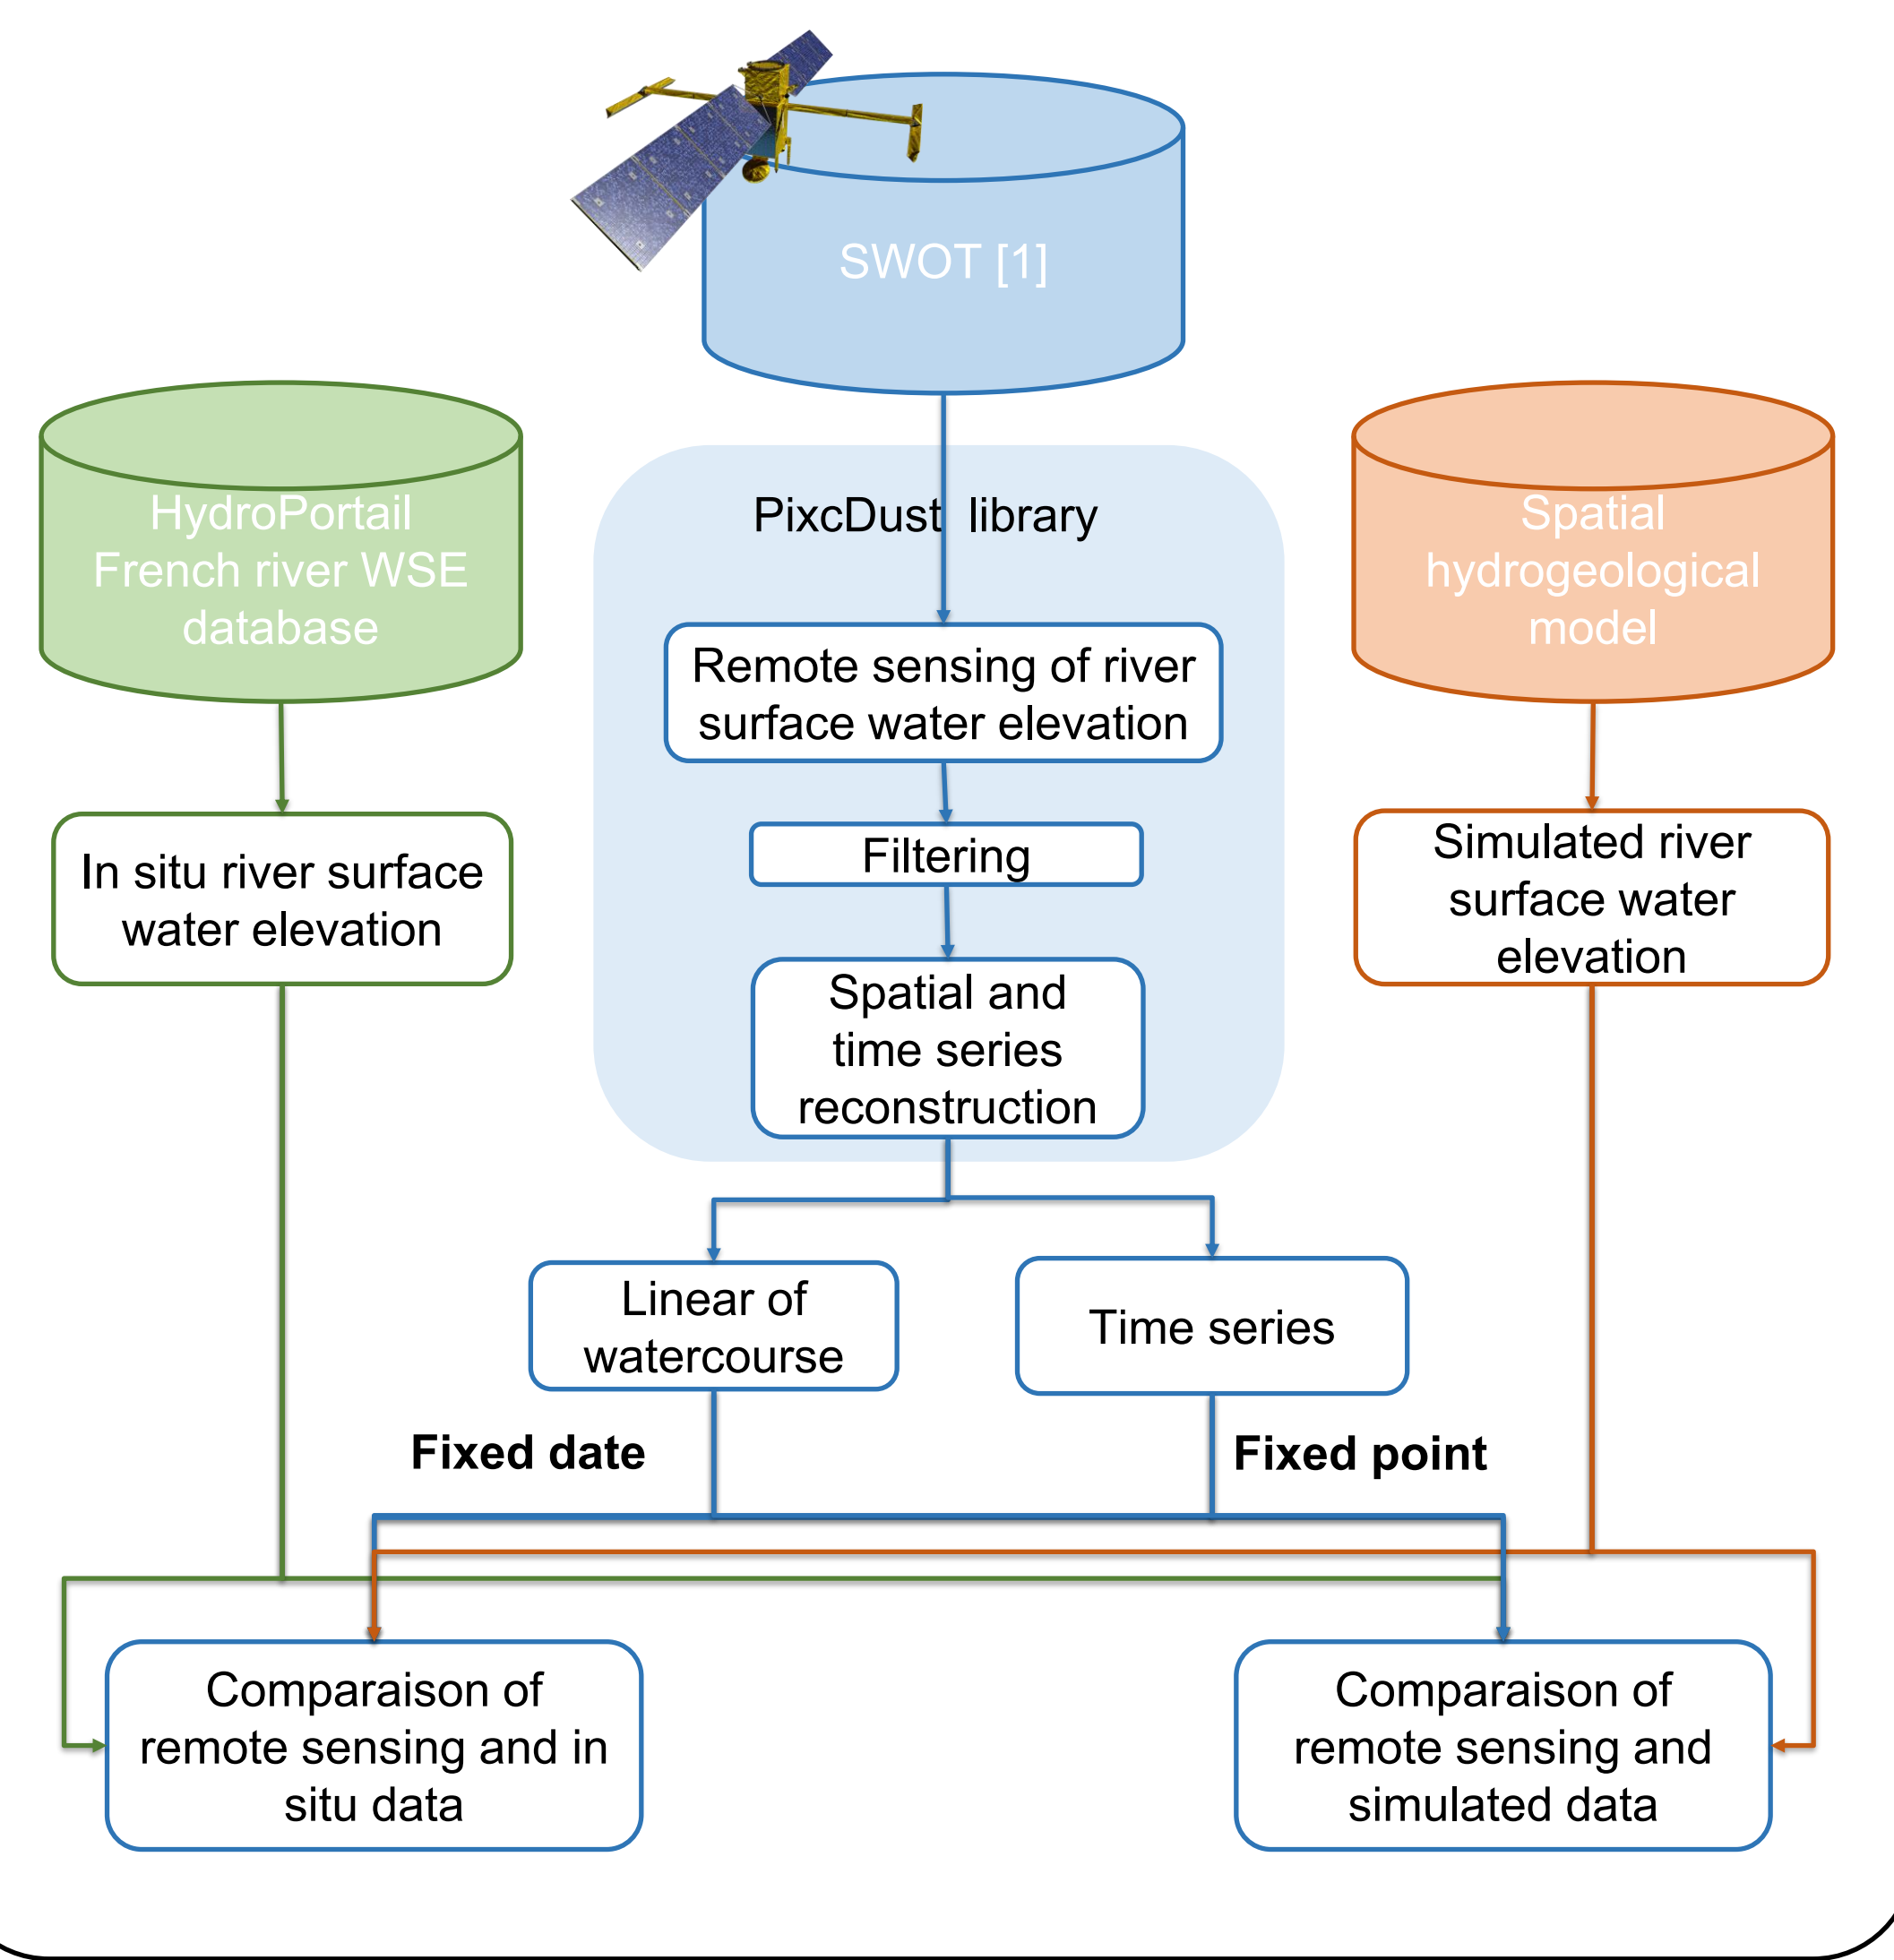 SWOT [1]
HydroPortail
French river WSE
database
Spatial
hydrogeological
model
PixcDust library
Remote sensing of river
surface water elevation
Filtering
Spatial and
time series
reconstruction
In situ river surface
water elevation
Simulated river
surface water
elevation
Linear of
watercourse
Time series
Fixed date
Fixed point
Comparaison of
remote sensing and in
situ data
Comparaison of
remote sensing and
simulated data